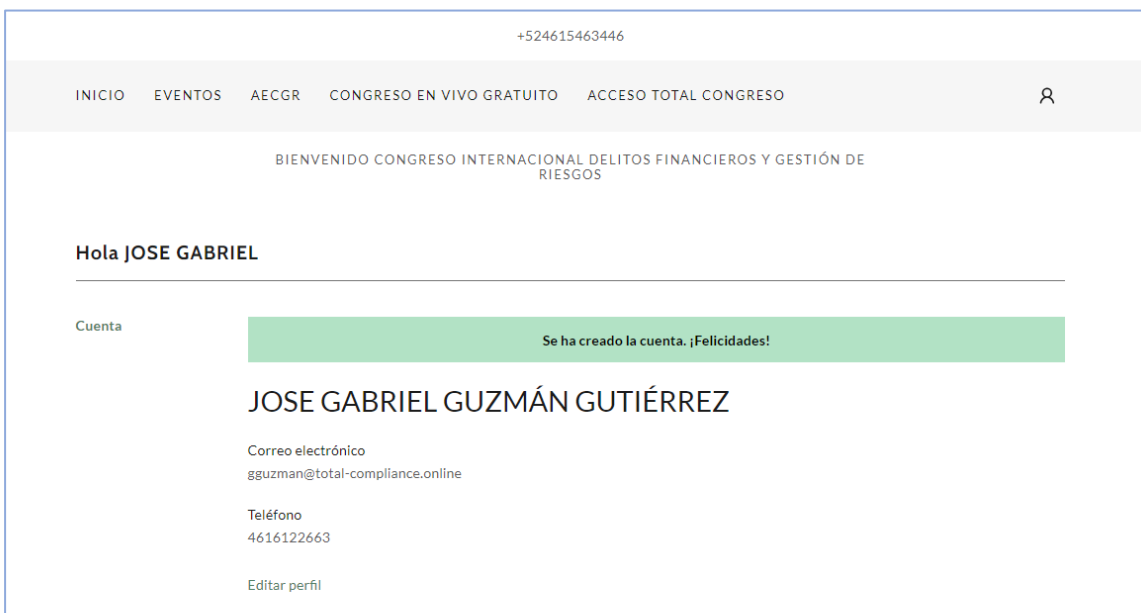 +524615463446
INICIO EVENTOS AECGR CONGRESO EN VIVO GRATUITO ACCESO TOTAL CONGRESO
BIENVENIDO CONGRESO INTERNACIONAL DELITOS FINANCIEROS Y GESTIÓN DE
RIESGOS
Hola JOSE GABRIEL
Cuenta
Se ha creado la cuenta. ¡Felicidades!
JOSE GABRIEL GUZMÁN GUTIÉRREZ
Correo electrónico
gguzman@total-compliance.online
Teléfono
4616122663
Editar perfil